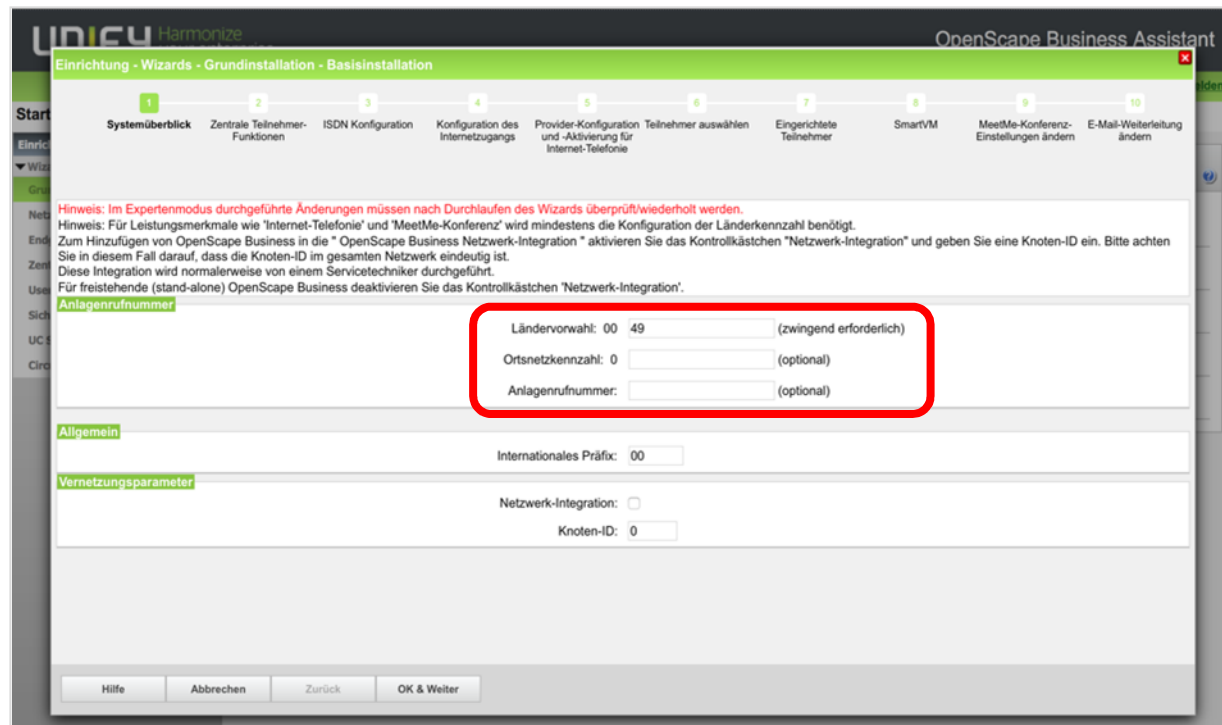 UNIFY Harmonize
OpenScape Business Assistant
Einrichtung - Wizards - Grundinstallation - Basisinstallation
1 2 3 4 5 6 7 8 9 10
Systemüberblick Zentrale Teilnehmer- ISDN Konfiguration Konfiguration des Provider-Konfiguration Teilnehmer auswählen Eingerichtete SmartVM MeetMe-Konferenz- E-Mail-Weiterleitung
Funktionen Internetzugangs und -Aktivierung für Teilnehmer Einstellungen ändern ändern
Internet-Telefonie
Start
Hinweis: Im Expertenmodus durchgeführte Änderungen müssen nach Durchlaufen des Wizards überprüft/wiederholt werden.
Hinweis: Für Leistungsmerkmale wie 'Internet-Telefonie' und 'MeetMe-Konferenz' wird mindestens die Konfiguration der Länderkennzahl benötigt.
Zum Hinzufügen von OpenScape Business in die " OpenScape Business Netzwerk-Integration " aktivieren Sie das Kontrollkästchen "Netzwerk-Integration" und geben Sie eine Knoten-ID ein. Bitte achten
Sie in diesem Fall darauf, dass die Knoten-ID im gesamten Netzwerk eindeutig ist.
Diese Integration wird normalerweise von einem Servicetechniker durchgeführt.
Für freistehende (stand-alone) OpenScape Business deaktivieren Sie das Kontrollkästchen 'Netzwerk-Integration'.
Anlagenrufnummer
Ländervorwahl: 00 49 (zwingend erforderlich)
Ortsnetzkennzahl: 0 (optional)
Anlagenrufnummer: (optional)
Allgemein
Internationales Präfix: 00
Vernetzungsparameter
Netzwerk-Integration:
Knoten-ID: 0
Hilfe Abbrechen Zurück OK & Weiter